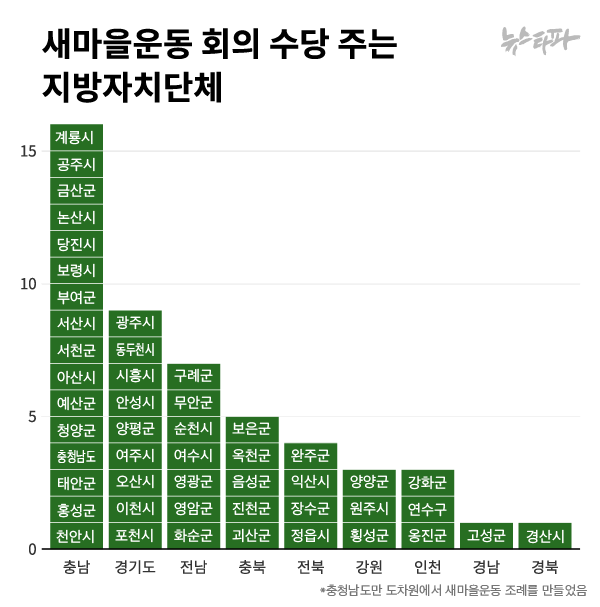 새마을운동 회의 수당 주는
지방자치단체
뉴스타파
15
10
5
0
계룡시
공주시
금산군
논산시
당진시
보령시
부여군
서산시
서천군
아산시
예산군
청양군
충청남도
태안군
홍성군
천안시
광주시
동두천시
시흥시
안성시
양평군
여주시
오산시
이천시
포천시
구례군
무안군
순천시
여수시
영광군
영암군
화순군
보은군
옥천군
음성군
진천군
괴산군
완주군
익산시
장수군
정읍시
양양군
원주시
횡성군
강화군
연수구
옹진군
고성군
경산시
충남 경기도 전남 충북 전북 강원 인천 경남 경북
*충청남도만 도차원에서 새마을운동 조례를 만들었음